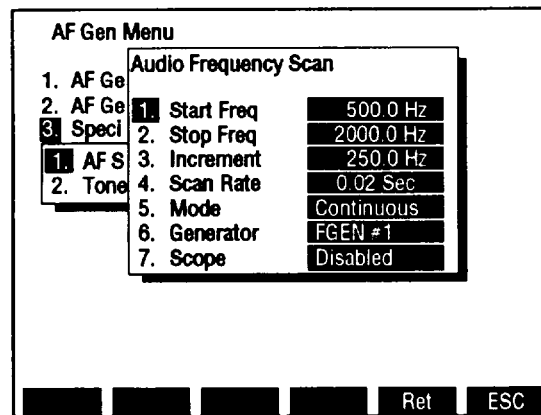 AF Gen Menu
1. AF Ge
2. AF Ge
3. Speci
1. AF S
2. Tone
Audio Frequency Scan
1. Start Freq 500.0 Hz
2. Stop Freq 2000.0 Hz
3. Increment 250.0 Hz
4. Scan Rate 0.02 Sec
5. Mode Continuous
6. Generator FGEN #1
7. Scope Disabled
Ret ESC